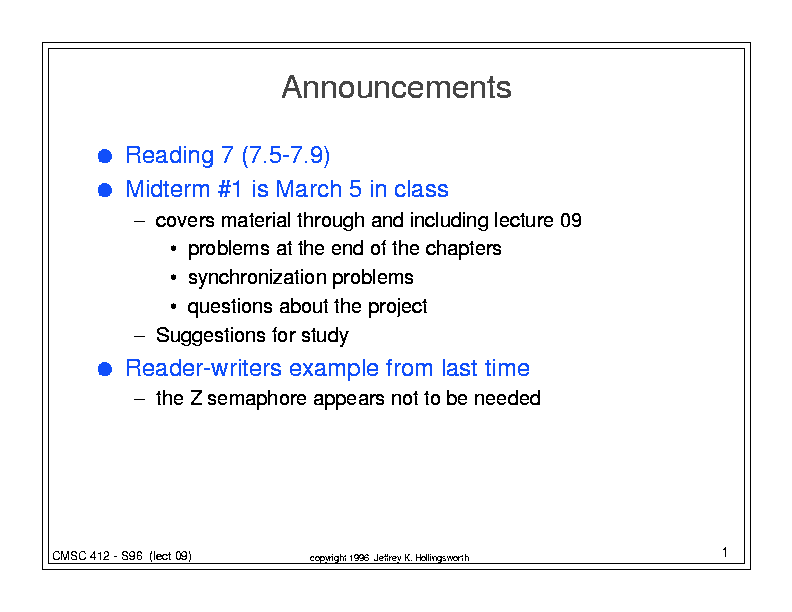 Announcements
● Reading 7 (7.5-7.9)
● Midterm #1 is March 5 in class
– covers material through and including lecture 09
• problems at the end of the chapters
• synchronization problems
• questions about the project
– Suggestions for study
● Reader-writers example from last time
– the Z semaphore appears not to be needed
CMSC 412 - S96 (lect 09)
copyright 1996 Jeffrey K. Hollingsworth
1